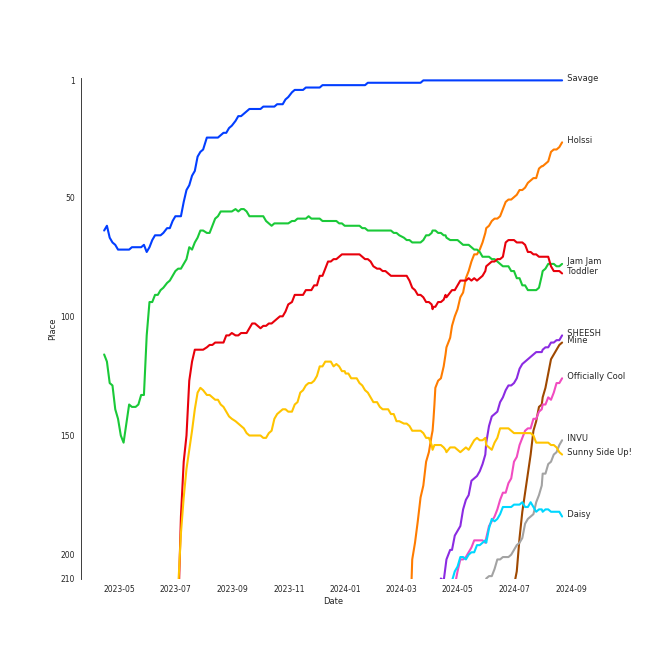 1
50
100
150
200
210
Place
2023-05
2023-07
2023-09
2023-11
2024-01
2024-03
2024-05
2024-07
2024-09
Date
Savage
Holssi
Jam Jam
Toddler
SHEESH
Mine
Officially Cool
INVU
Sunny Side Up!
Daisy